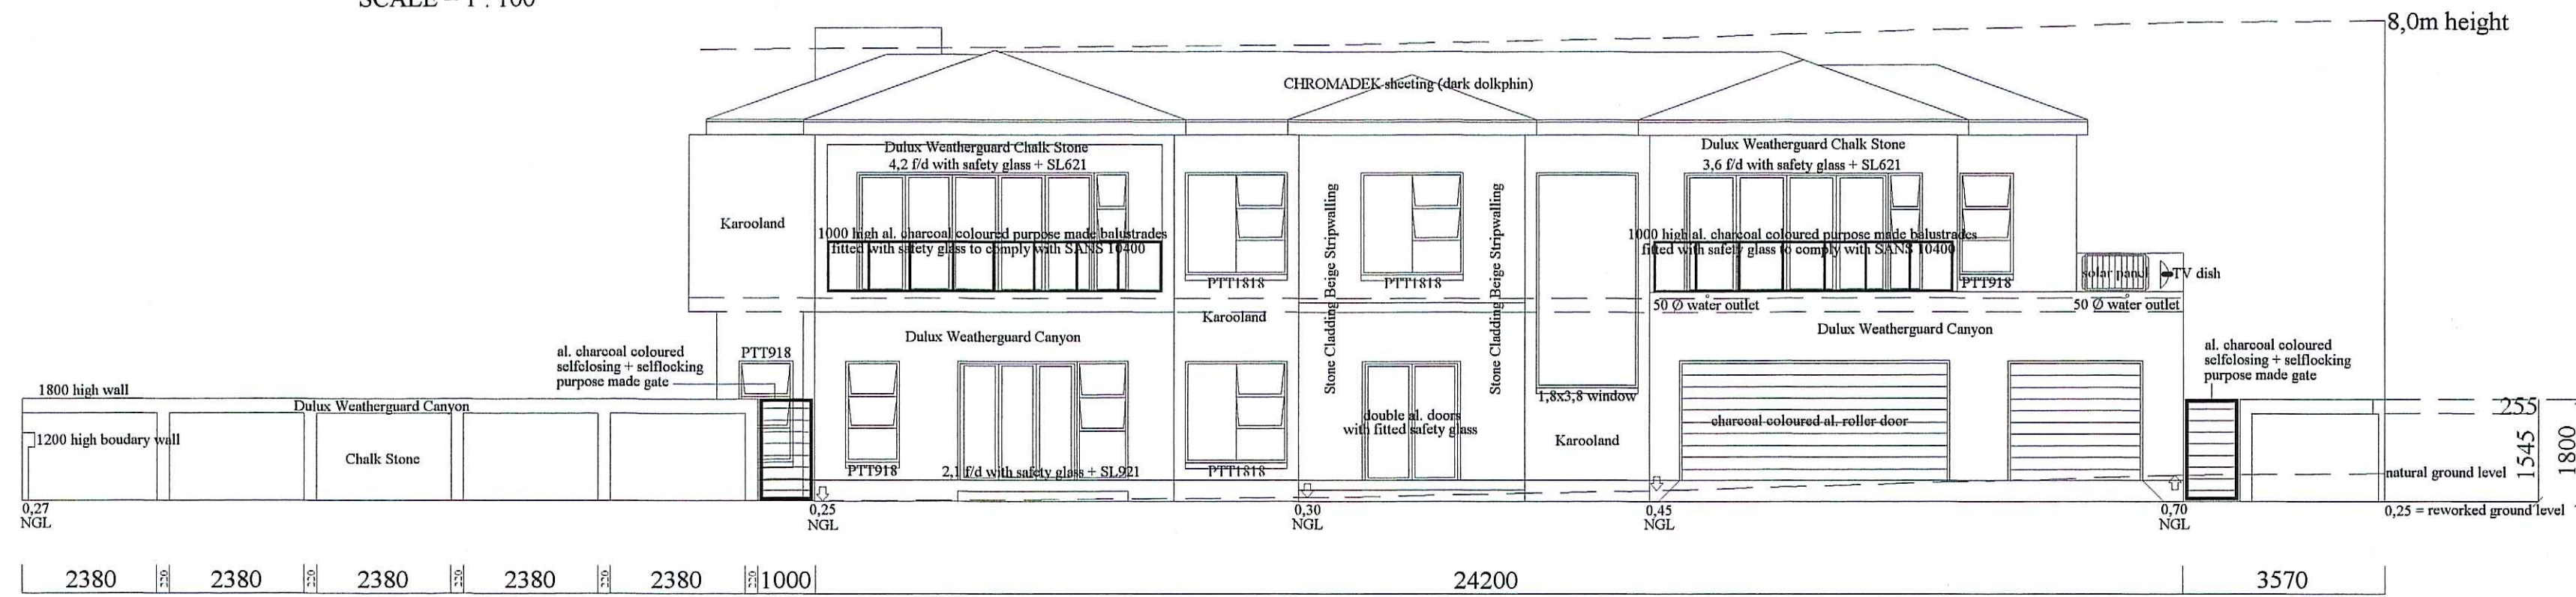 SCALE = 1 : 100
8,0m height
CHROMADEK sheeting (dark dolkphin)
Dulux Weatherguard Chalk Stone
4,2 f/d with safety glass + SL621
Dulux Weatherguard Chalk Stone
3,6 f/d with safety glass + SL621
Karooland
1000 high al. charcoal coloured purpose made balustrades
fitted with safety glass to comply with SANS 10400
1000 high al. charcoal coloured purpose made balustrades
fitted with safety glass to comply with SANS 10400
Stone Cladding Beige Stripwalling
Stone Cladding Beige Stripwalling
PTT1818
PTT1818
PTT918
solar panel
TV dish
50 Ø water outlet
50 Ø water outlet
Karooland
Dulux Weatherguard Canyon
Dulux Weatherguard Canyon
al. charcoal coloured
selfclosing + selflocking
purpose made gate
PTT918
al. charcoal coloured
selfclosing + selflocking
purpose made gate
1800 high wall
Dulux Weatherguard Canyon
1200 high boudary wall
Chalk Stone
PTT918
2,1 f/d with safety glass + SL921
PTT1818
double al. doors
with fitted safety glass
1,8x3,8 window
Karooland
charcoal coloured al. roller door
255
1545
1800
natural ground level
0,25 = reworked ground level
0,27
NGL
0,25
NGL
0,30
NGL
0,45
NGL
0,70
NGL
2380 220 2380 220 2380 220 2380 220 2380 220 1000 24200 3570